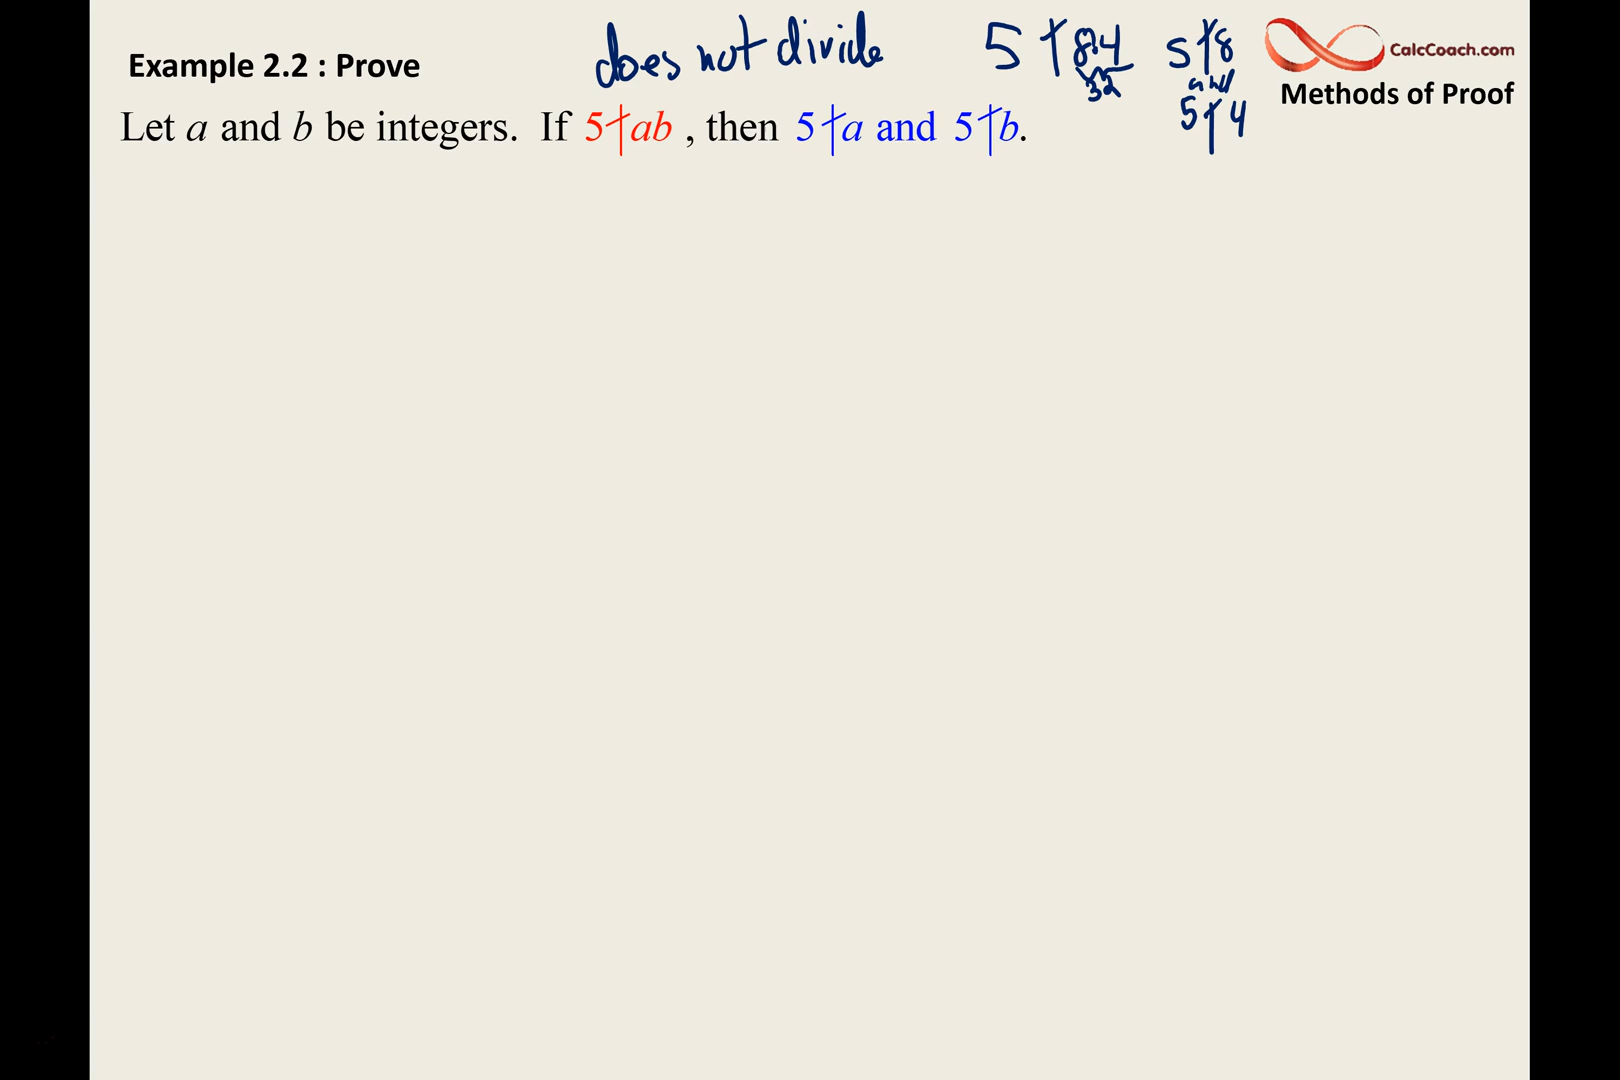 Example 2.2 : Prove
does not divide
5 ∤ 8·4
32
5 ∤ 8
and
5 ∤ 4
CalcCoach.com
Methods of Proof
Let a and b be integers. If 5∤ab , then 5∤a and 5∤b.